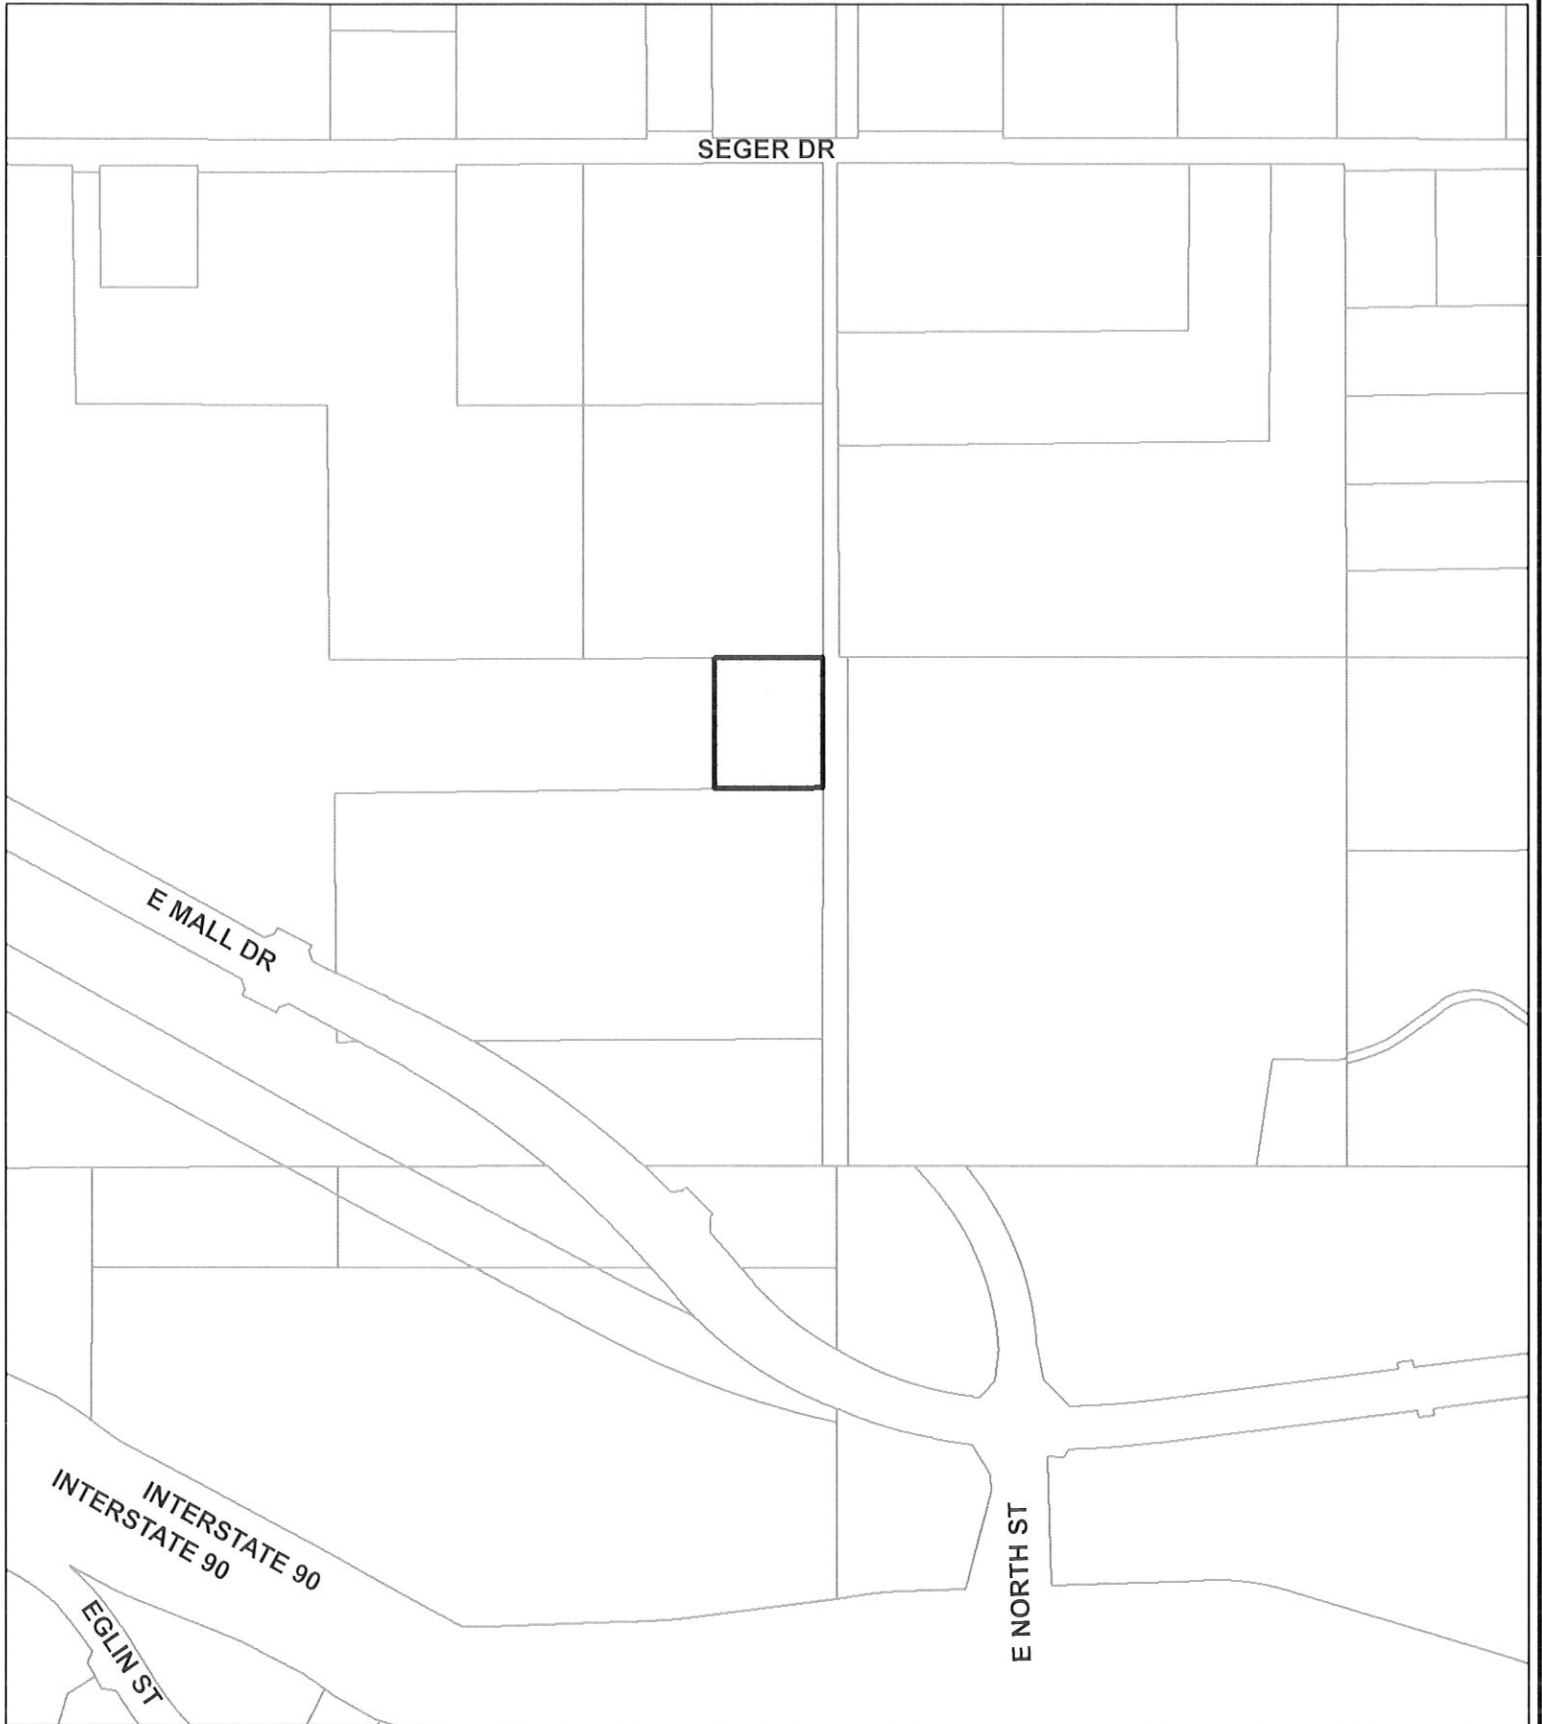 SEGER DR
E MALL DR
INTERSTATE 90
INTERSTATE 90
E NORTH ST
EGLIN ST